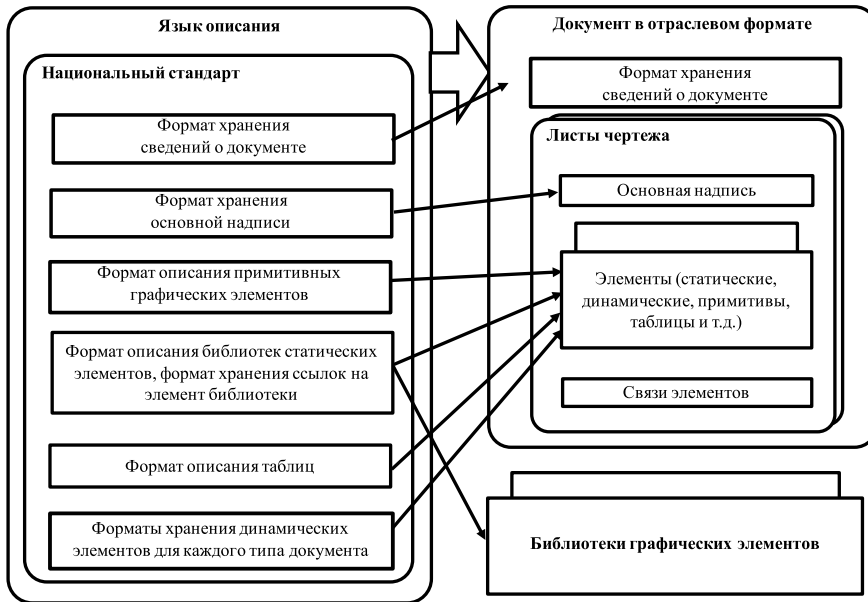 Язык описания
Национальный стандарт
Формат хранения
сведений о документе
Формат хранения
основной надписи
Формат описания примитивных
графических элементов
Формат описания библиотек статических
элементов, формат хранения ссылок на
элемент библиотеки
Формат описания таблиц
Форматы хранения динамических
элементов для каждого типа документа
Документ в отраслевом формате
Формат хранения
сведений о документе
Листы чертежа
Основная надпись
Элементы (статические,
динамические, примитивы,
таблицы и т.д.)
Связи элементов
Библиотеки графических элементов